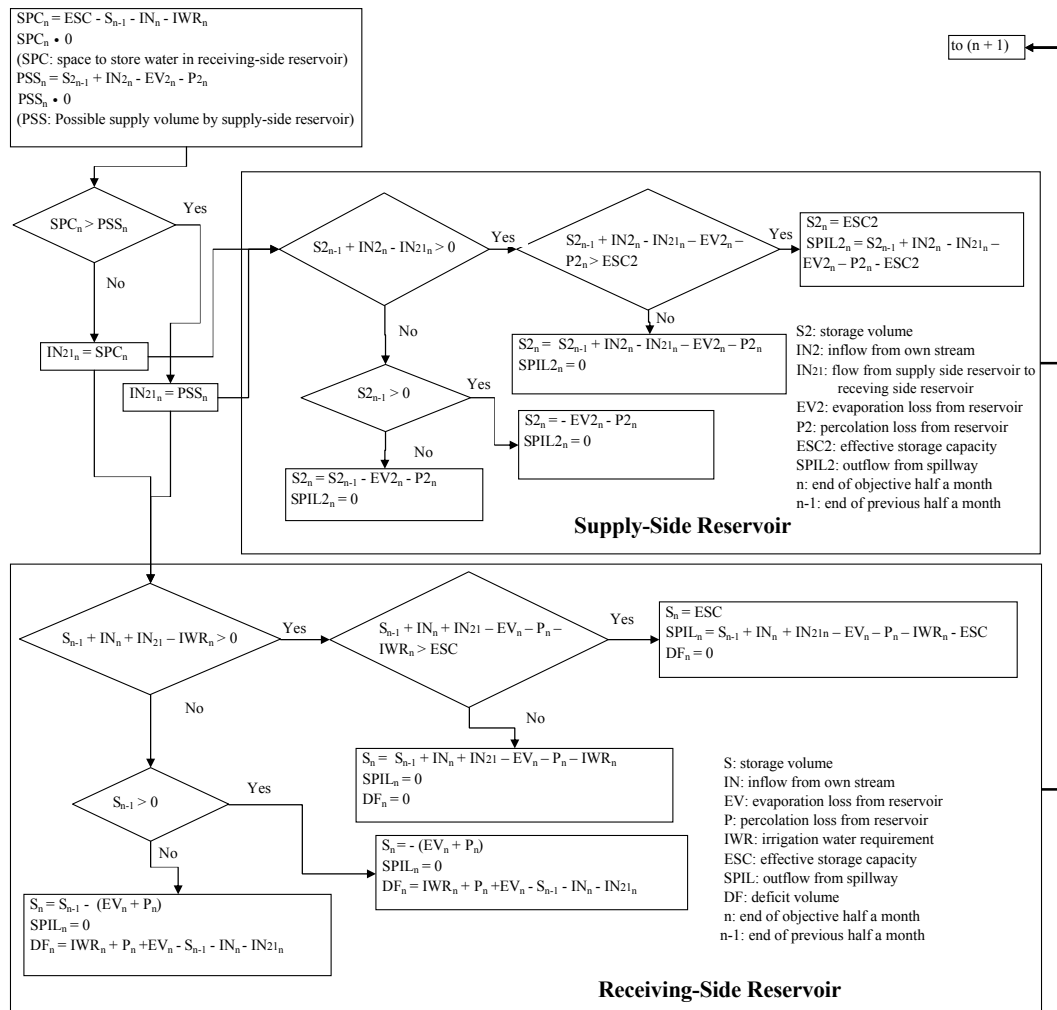 SPCn = ESC - Sn-1 - INn - IWRn
SPCn • 0
(SPC: space to store water in receiving-side reservoir)
PSSn = S2n-1 + IN2n - EV2n - P2n
PSSn • 0
(PSS: Possible supply volume by supply-side reservoir)
to (n + 1)
SPCn > PSSn
Yes
No
IN21n = SPCn
IN21n = PSSn
S2n-1 + IN2n - IN21n > 0
Yes
No
S2n-1 + IN2n - IN21n – EV2n –
P2n > ESC2
Yes
No
S2n = ESC2
SPIL2n = S2n-1 + IN2n - IN21n –
EV2n – P2n - ESC2
S2n = S2n-1 + IN2n - IN21n – EV2n – P2n
SPIL2n = 0
S2n-1 > 0
Yes
No
S2n = - EV2n - P2n
SPIL2n = 0
S2n = S2n-1 - EV2n - P2n
SPIL2n = 0
S2: storage volume
IN2: inflow from own stream
IN21: flow from supply side reservoir to
receving side reservoir
EV2: evaporation loss from reservoir
P2: percolation loss from reservoir
ESC2: effective storage capacity
SPIL2: outflow from spillway
n: end of objective half a month
n-1: end of previous half a month
Supply-Side Reservoir
Sn-1 + INn + IN21 – IWRn > 0
Yes
No
Sn-1 + INn + IN21 – EVn – Pn –
IWRn > ESC
Yes
No
Sn = ESC
SPILn = Sn-1 + INn + IN21n – EVn – Pn – IWRn - ESC
DFn = 0
Sn = Sn-1 + INn + IN21 – EVn – Pn – IWRn
SPILn = 0
DFn = 0
Sn-1 > 0
Yes
No
Sn = - (EVn + Pn)
SPILn = 0
DFn = IWRn + Pn +EVn - Sn-1 - INn - IN21n
Sn = Sn-1 - (EVn + Pn)
SPILn = 0
DFn = IWRn + Pn +EVn - Sn-1 - INn - IN21n
S: storage volume
IN: inflow from own stream
EV: evaporation loss from reservoir
P: percolation loss from reservoir
IWR: irrigation water requirement
ESC: effective storage capacity
SPIL: outflow from spillway
DF: deficit volume
n: end of objective half a month
n-1: end of previous half a month
Receiving-Side Reservoir